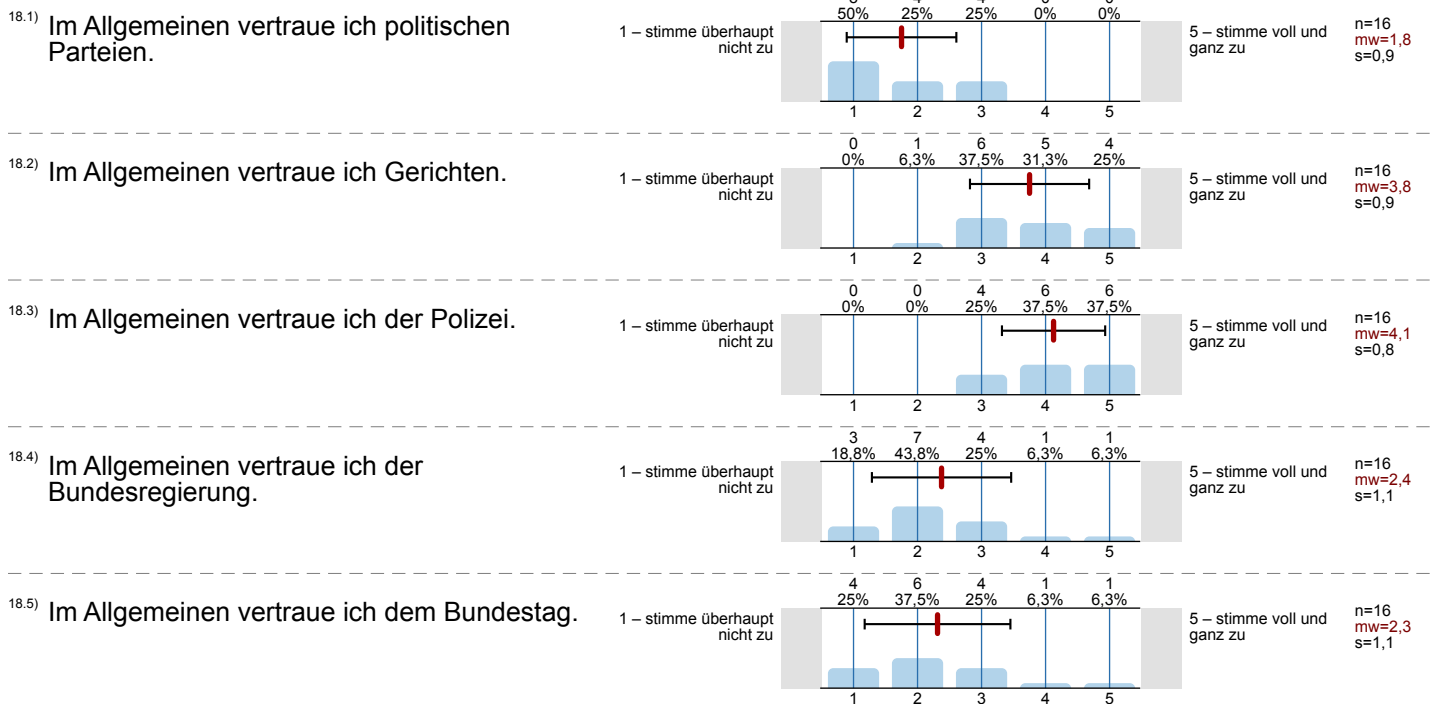 18.1) Im Allgemeinen vertraue ich politischen
Parteien.
1 – stimme überhaupt
nicht zu
50% 25% 25% 0% 0%
1 2 3 4 5
5 – stimme voll und
ganz zu
n=16
mw=1,8
s=0,9
18.2) Im Allgemeinen vertraue ich Gerichten.
1 – stimme überhaupt
nicht zu
0 1 6 5 4
0% 6,3% 37,5% 31,3% 25%
1 2 3 4 5
5 – stimme voll und
ganz zu
n=16
mw=3,8
s=0,9
18.3) Im Allgemeinen vertraue ich der Polizei.
1 – stimme überhaupt
nicht zu
0 0 4 6 6
0% 0% 25% 37,5% 37,5%
1 2 3 4 5
5 – stimme voll und
ganz zu
n=16
mw=4,1
s=0,8
18.4) Im Allgemeinen vertraue ich der
Bundesregierung.
1 – stimme überhaupt
nicht zu
3 7 4 1 1
18,8% 43,8% 25% 6,3% 6,3%
1 2 3 4 5
5 – stimme voll und
ganz zu
n=16
mw=2,4
s=1,1
18.5) Im Allgemeinen vertraue ich dem Bundestag.
1 – stimme überhaupt
nicht zu
4 6 4 1 1
25% 37,5% 25% 6,3% 6,3%
1 2 3 4 5
5 – stimme voll und
ganz zu
n=16
mw=2,3
s=1,1